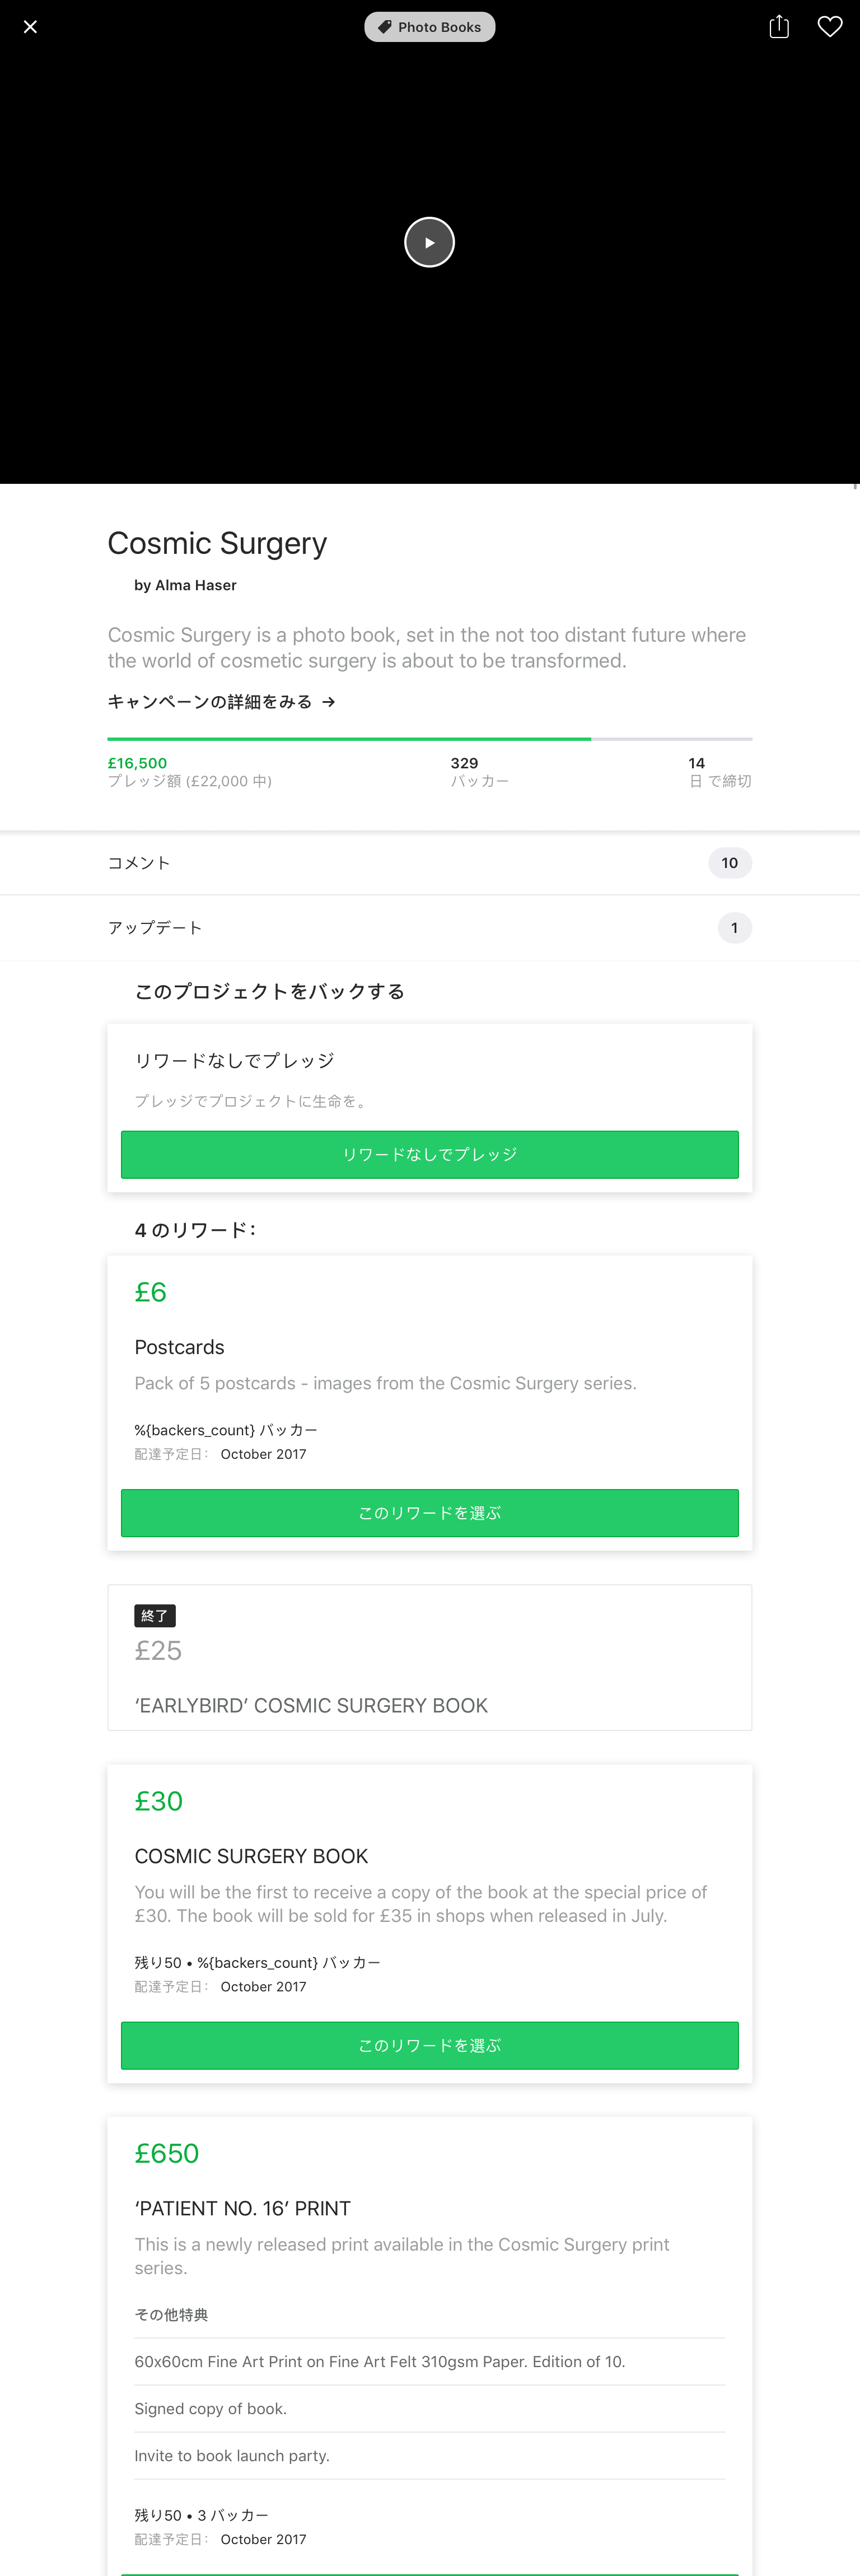 Photo Books
Cosmic Surgery
by Alma Haser
Cosmic Surgery is a photo book, set in the not too distant future where
the world of cosmetic surgery is about to be transformed.
キャンペーンの詳細をみる →
£16,500
プレッジ額 (£22,000 中)
329
バッカー
14
日 で締切
コメント
10
アップデート
1
このプロジェクトをバックする
リワードなしでプレッジ
プレッジでプロジェクトに生命を。
リワードなしでプレッジ
4 のリワード：
£6
Postcards
Pack of 5 postcards - images from the Cosmic Surgery series.
%{backers_count} バッカー
配達予定日： October 2017
このリワードを選ぶ
終了
£25
‘EARLYBIRD’ COSMIC SURGERY BOOK
£30
COSMIC SURGERY BOOK
You will be the first to receive a copy of the book at the special price of
£30. The book will be sold for £35 in shops when released in July.
残り50 • %{backers_count} バッカー
配達予定日： October 2017
このリワードを選ぶ
£650
‘PATIENT NO. 16’ PRINT
This is a newly released print available in the Cosmic Surgery print
series.
その他特典
60x60cm Fine Art Print on Fine Art Felt 310gsm Paper. Edition of 10.
Signed copy of book.
Invite to book launch party.
残り50 • 3 バッカー
配達予定日： October 2017